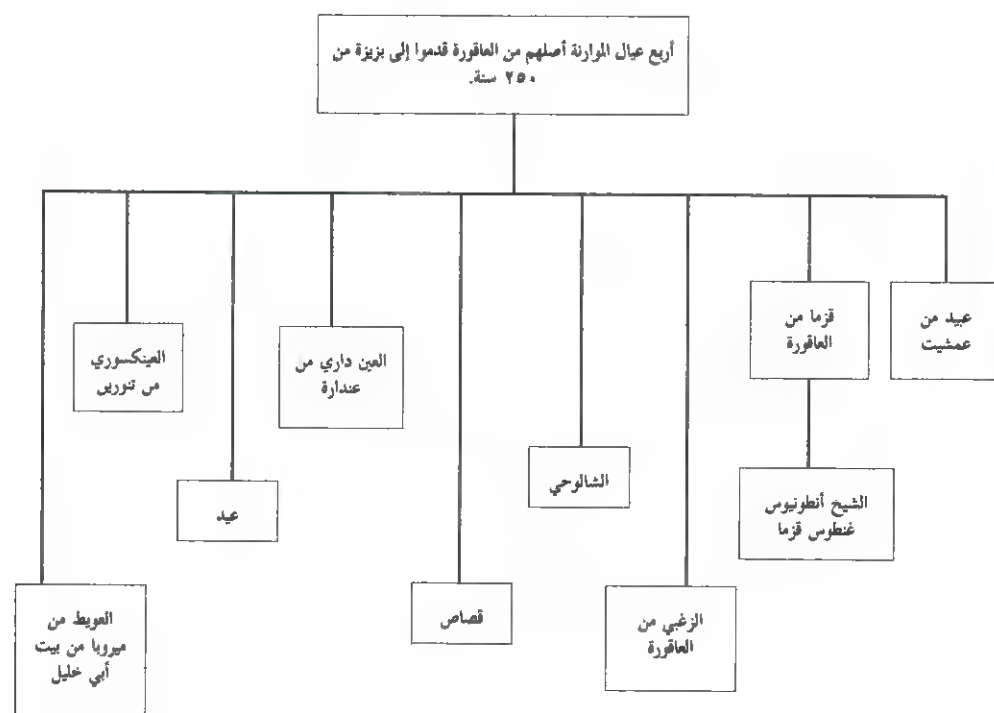 أربع عيال الموارنة أصلهم من العاقورة قدموا إلى بزيزة من
٢٥٠ سنة.
عبيد من
عمشيت
قزما من
العاقورة
الشيخ أنطونيوس
غنطوس قزما
الزغبي من
العاقورة
الشالوحي
قصاص
العين داري من
عندارة
عيد
العينكسوري
من تنورين
العويط من
ميروبا من بيت
أبي خليل